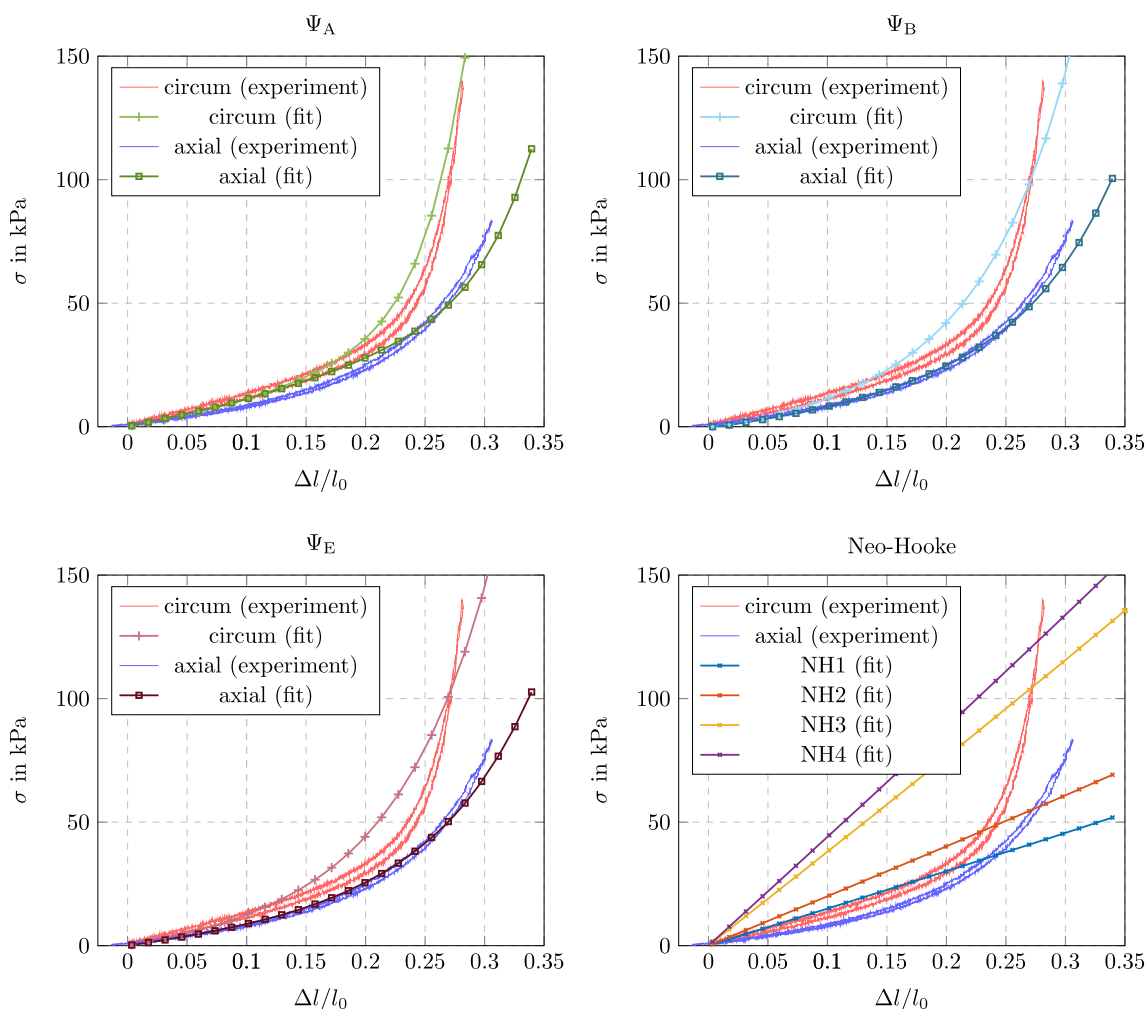 Ψ_A
150
100
50
0
σ in kPa
circum (experiment)
circum (fit)
axial (experiment)
axial (fit)
0 0.05 0.1 0.15 0.2 0.25 0.3 0.35
Δl/l₀
Ψ_B
150
100
50
0
σ in kPa
circum (experiment)
circum (fit)
axial (experiment)
axial (fit)
0 0.05 0.1 0.15 0.2 0.25 0.3 0.35
Δl/l₀
Ψ_E
150
100
50
0
σ in kPa
circum (experiment)
circum (fit)
axial (experiment)
axial (fit)
0 0.05 0.1 0.15 0.2 0.25 0.3 0.35
Δl/l₀
Neo-Hooke
150
100
50
0
σ in kPa
circum (experiment)
axial (experiment)
NH1 (fit)
NH2 (fit)
NH3 (fit)
NH4 (fit)
0 0.05 0.1 0.15 0.2 0.25 0.3 0.35
Δl/l₀